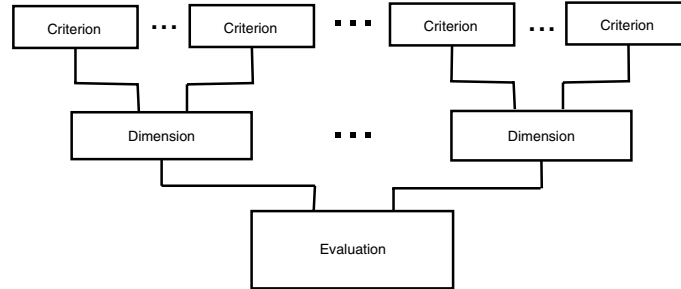 Criterion ... Criterion ... Criterion ... Criterion
Dimension ... Dimension
Evaluation